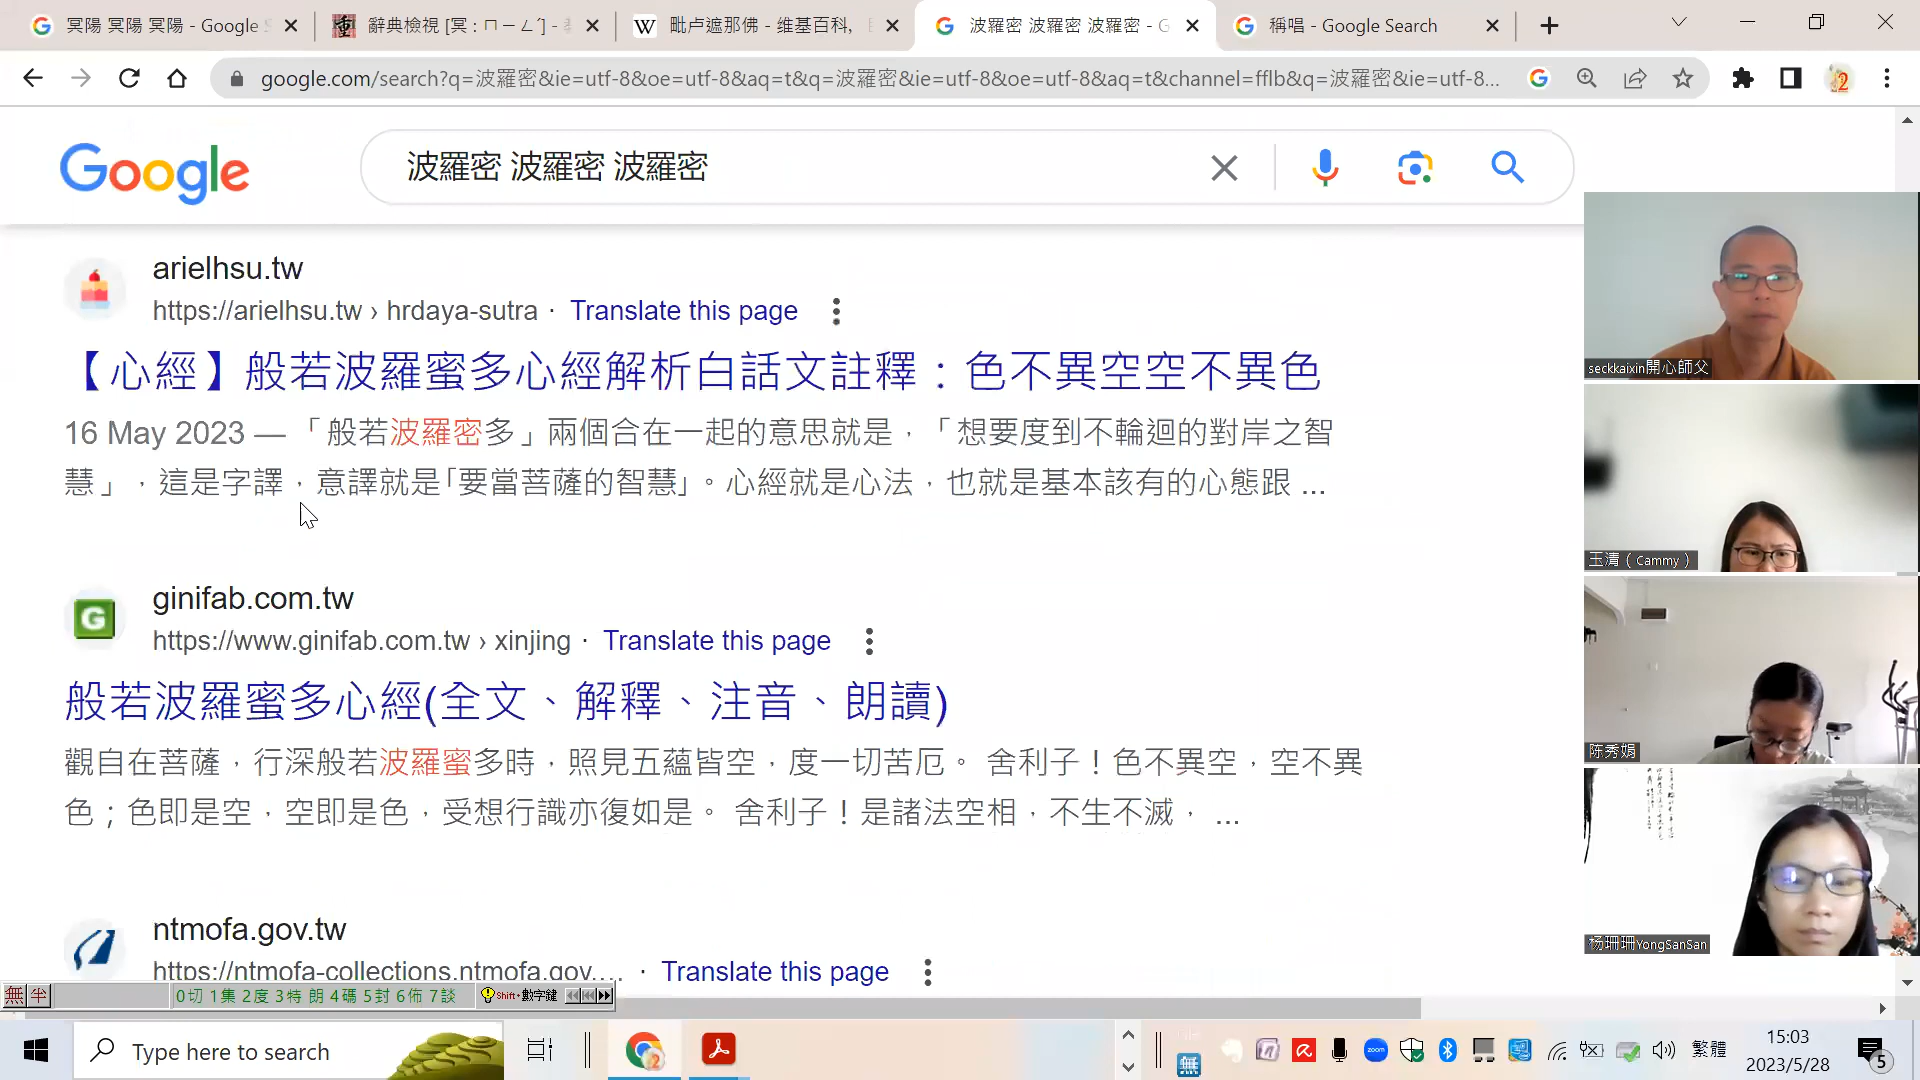 冥陽 冥陽 冥陽 - Google S
辭典檢視 [冥 : ㄇㄧㄥˊ] -
毗卢遮那佛 - 维基百科,
波羅密 波羅密 波羅密 - G
稱唱 - Google Search
google.com/search?q=波羅密&ie=utf-8&oe=utf-8&aq=t&q=波羅密&ie=utf-8&oe=utf-8&aq=t&channel=fflb&q=波羅密&ie=utf-8...
Google
波羅密 波羅密 波羅密
arielhsu.tw
https://arielhsu.tw › hrdaya-sutra · Translate this page
【心經】般若波羅蜜多心經解析白話文註釋：色不異空空不異色
16 May 2023 — 「般若波羅密多」兩個合在一起的意思就是，「想要度到不輪迴的對岸之智
慧」，這是字譯，意譯就是「要當菩薩的智慧」。心經就是心法，也就是基本該有的心態跟 ...
ginifab.com.tw
https://www.ginifab.com.tw › xinjing · Translate this page
般若波羅蜜多心經(全文、解釋、注音、朗讀)
觀自在菩薩，行深般若波羅蜜多時，照見五蘊皆空，度一切苦厄。 舍利子！色不異空，空不異
色；色即是空，空即是色，受想行識亦復如是。 舍利子！是諸法空相，不生不滅， ...
ntmofa.gov.tw
https://ntmofa-collections.ntmofa.gov.... · Translate this page
seckkaixin開心師父
玉清（Cammy）
陈秀娟
杨珊珊YongSanSan
無 半 0切 1集 2度 3特 朗 4碼 5封 6佈 7談 Shift+數字鍵
Type here to search
zoom
繁體
15:03
2023/5/28
5